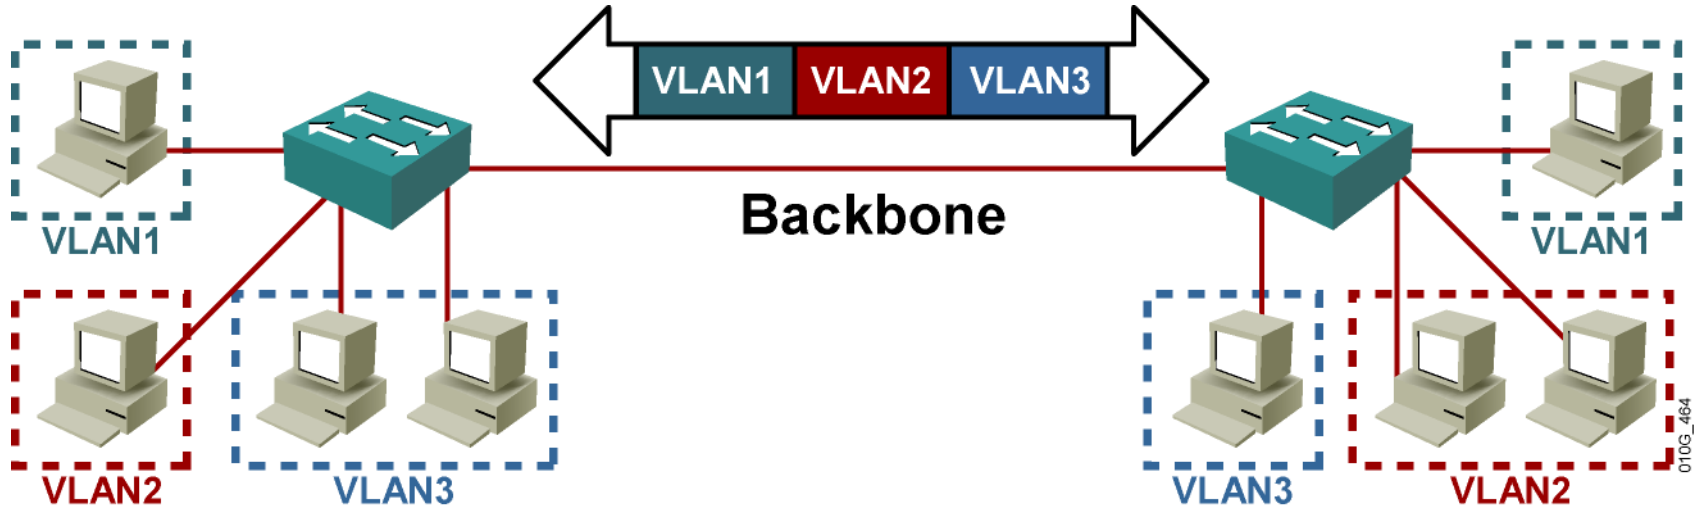 VLAN1 VLAN2 VLAN3
Backbone
VLAN1
VLAN1
VLAN2
VLAN3
VLAN3
VLAN2
010G_464